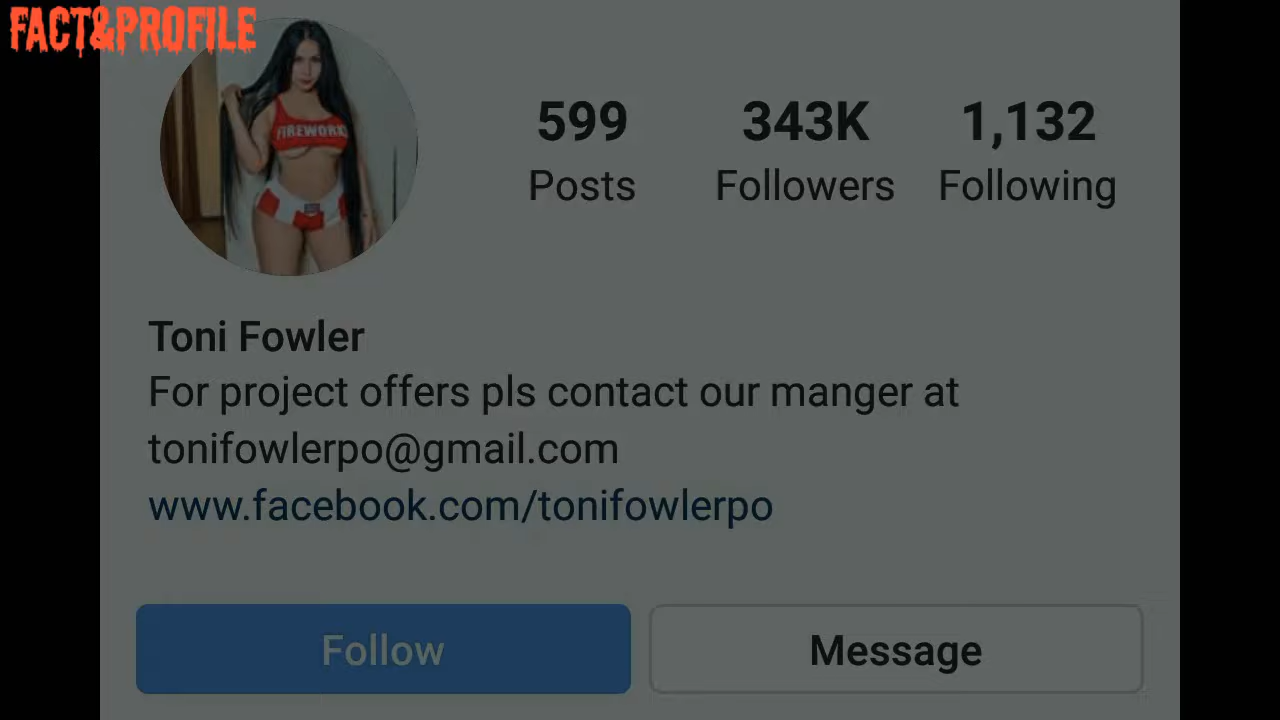 FACT&PROFILE
FIREWORK
599 343K 1,132
Posts Followers Following
Toni Fowler
For project offers pls contact our manger at
tonifowlerpo@gmail.com
www.facebook.com/tonifowlerpo
Follow Message